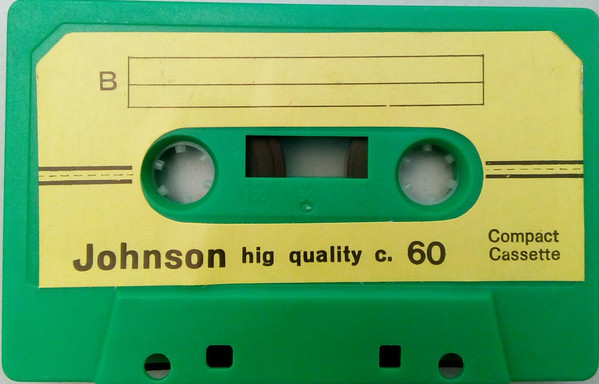 B
Johnson hig quality c. 60
Compact
Cassette